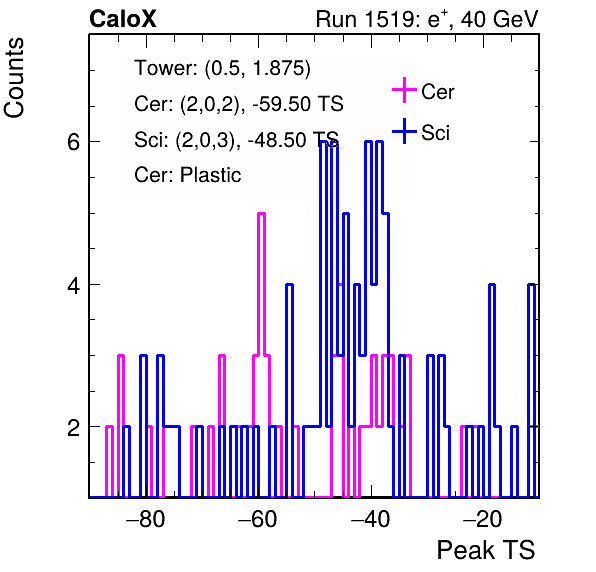 CaloX
Run 1519: e+, 40 GeV
Counts
Tower: (0.5, 1.875)
Cer: (2,0,2), -59.50 TS
Sci: (2,0,3), -48.50 TS
Cer: Plastic
Cer
Sci
6
4
2
−80
−60
−40
−20
Peak TS